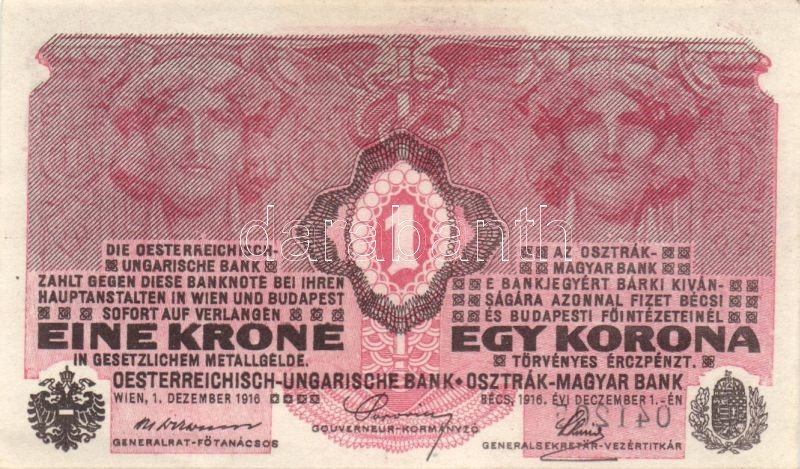 1
DIE OESTERREICHISCH-
UNGARISCHE BANK
ZAHLT GEGEN DIESE BANKNOTE BEI IHREN
HAUPTANSTALTEN IN WIEN UND BUDAPEST
SOFORT AUF VERLANGEN
EINE KRONE
IN GESETZLICHEM METALLGELDE.
AZ OSZTRÁK-
MAGYAR BANK
E BANKJEGYÉRT BÁRKI KIVÁN-
SÁGÁRA AZONNAL FIZET BÉCSI
ÉS BUDAPESTI FŐINTÉZETEINÉL
EGY KORONA
TÖRVÉNYES ÉRCZPÉNZT.
darabanth
OESTERREICHISCH-UNGARISCHE BANK • OSZTRÁK-MAGYAR BANK
WIEN, 1. DEZEMBER 1916
BÉCS, 1916. ÉVI DECZEMBER 1.-ÉN
GENERALRAT-FŐTANÁCSOS
GOUVERNEUR-KORMÁNYZÓ
GENERALSEKRETÄR-VEZÉRTITKÁR